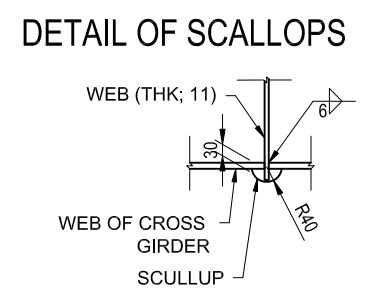 DETAIL OF SCALLOPS
WEB (THK; 11)
6
30
R40
WEB OF CROSS
GIRDER
SCULLUP